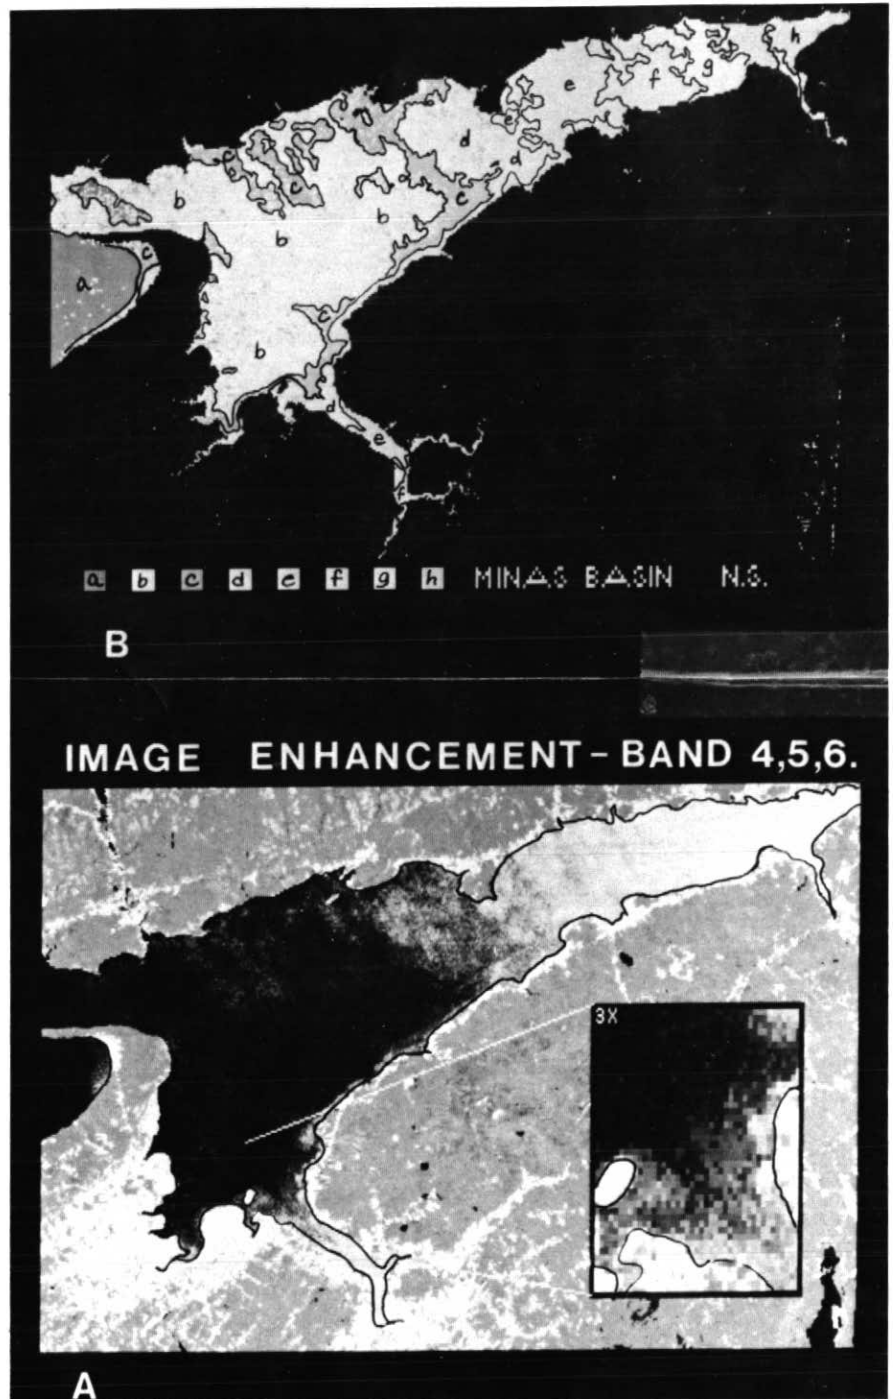 h
e
f
g
d
e
d
c
b
c
b
b
c
a
c
b
d
e
a b c d e f g h MINAS BASIN N.S.
B
IMAGE ENHANCEMENT – BAND 4,5,6.
3X
A